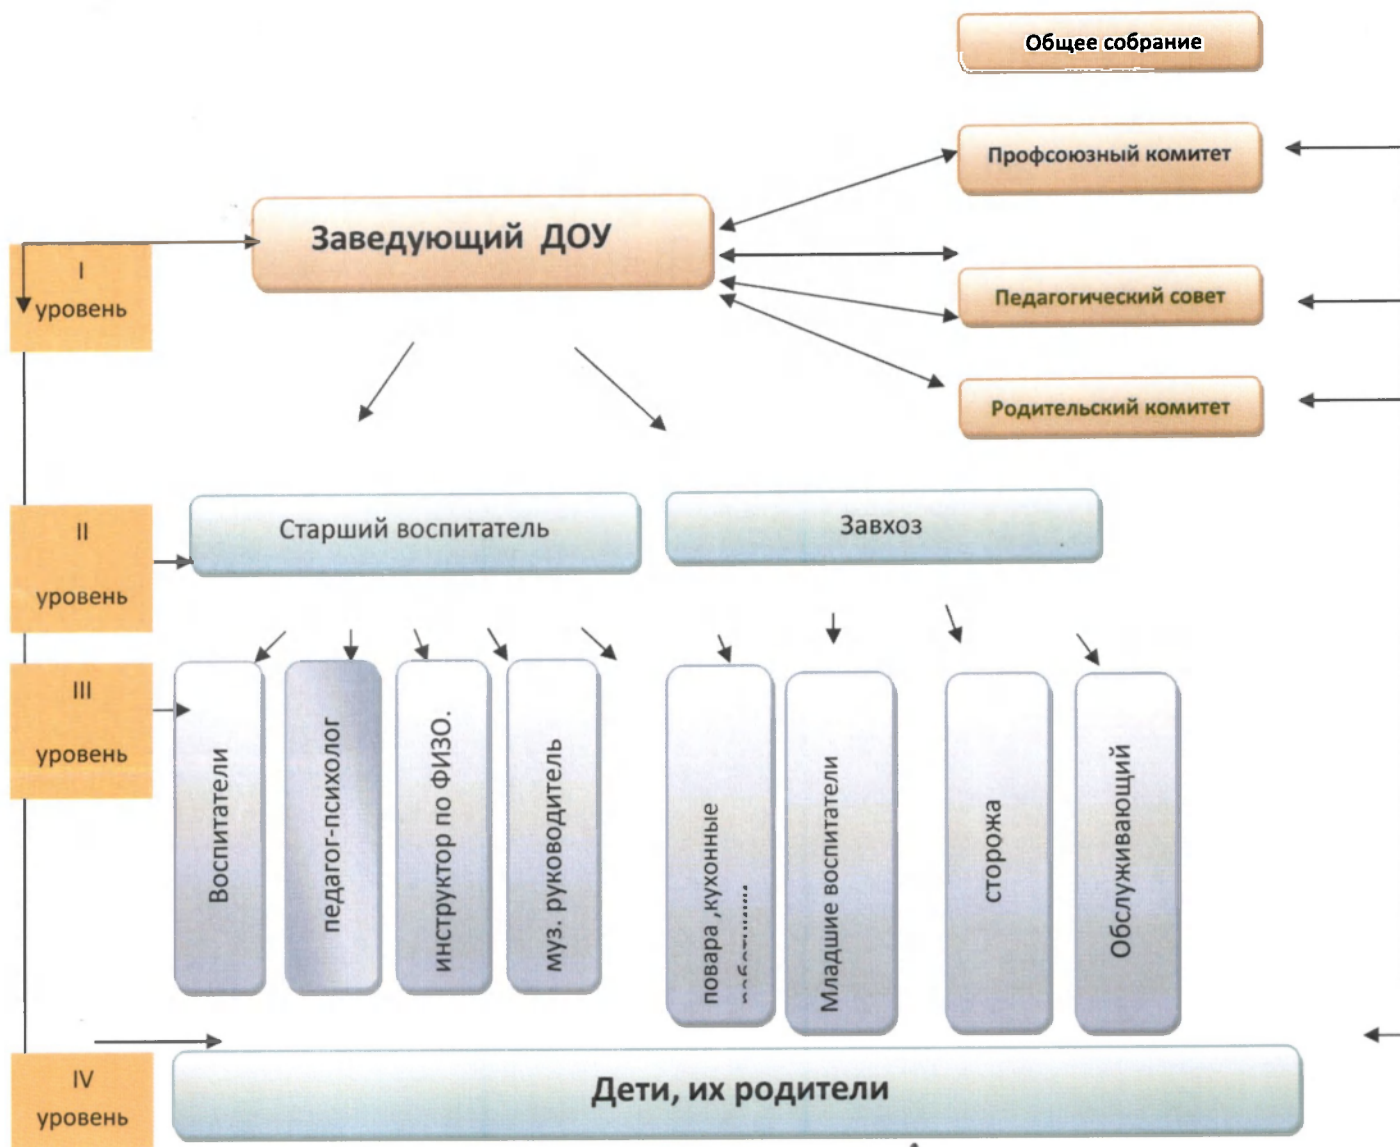 Общее собрание
Профсоюзный комитет
Заведующий ДОУ
I
уровень
Педагогический совет
Родительский комитет
II
уровень
Старший воспитатель
Завхоз
III
уровень
Воспитатели
педагог-психолог
инструктор по ФИЗО.
муз. руководитель
повара ,кухонные
Младшие воспитатели
сторожа
Обслуживающий
IV
уровень
Дети, их родители